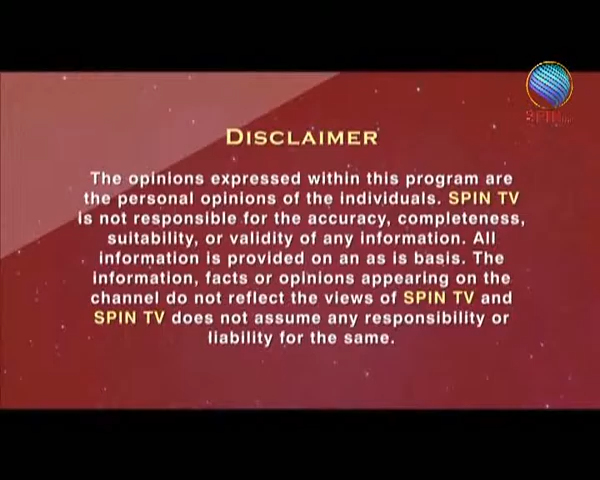 SPIN
DISCLAIMER
The opinions expressed within this program are
the personal opinions of the individuals. SPIN TV
is not responsible for the accuracy, completeness,
suitability, or validity of any information. All
information is provided on an as is basis. The
information, facts or opinions appearing on the
channel do not reflect the views of SPIN TV and
SPIN TV does not assume any responsibility or
liability for the same.